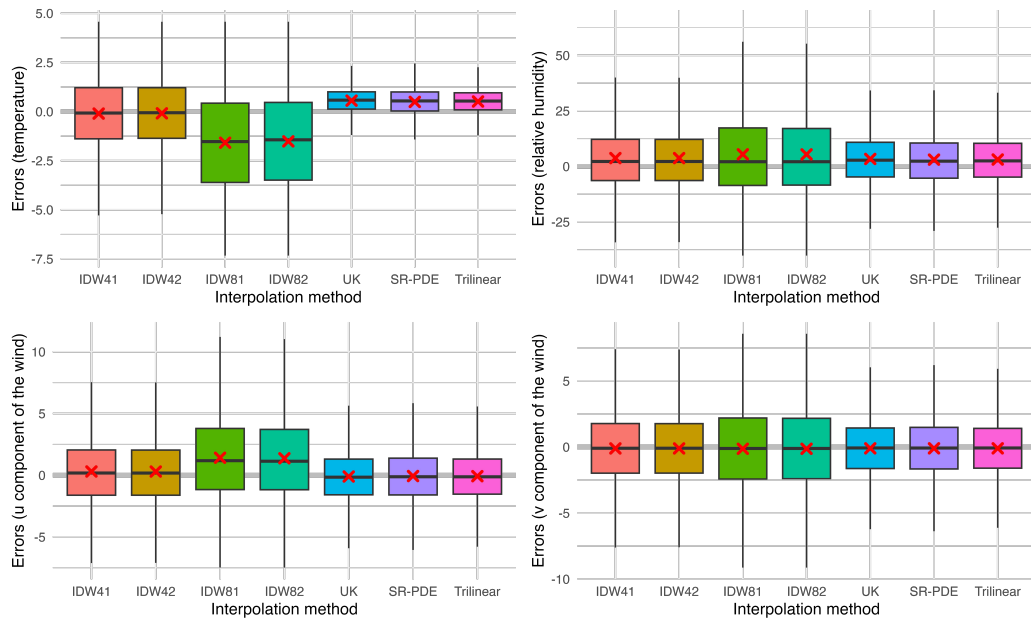 5.0
2.5
0.0
-2.5
-5.0
-7.5
Errors (temperature)
IDW41 IDW42 IDW81 IDW82 UK SR-PDE Trilinear
Interpolation method
50
25
0
-25
Errors (relative humidity)
IDW41 IDW42 IDW81 IDW82 UK SR-PDE Trilinear
Interpolation method
10
5
0
-5
Errors (u component of the wind)
IDW41 IDW42 IDW81 IDW82 UK SR-PDE Trilinear
Interpolation method
5
0
-5
-10
Errors (v component of the wind)
IDW41 IDW42 IDW81 IDW82 UK SR-PDE Trilinear
Interpolation method